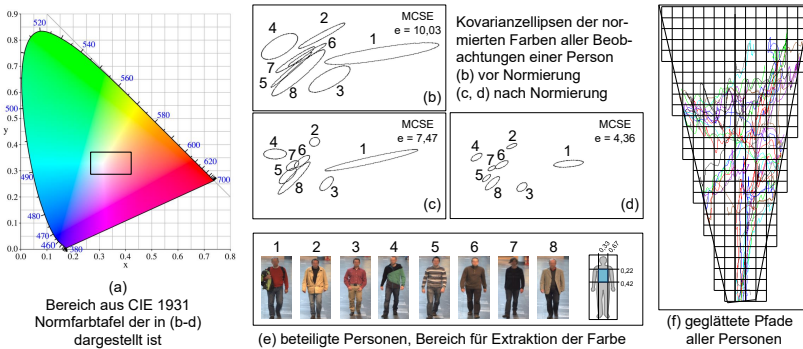 0.9
0.8
0.7
0.6
0.5
y
0.4
0.3
0.2
0.1
0.0
0.0 0.1 0.2 0.3 0.4 0.5 0.6 0.7 0.8
x
520
540
560
580
600
620
700
500
490
480
470
460
380
(a)
Bereich aus CIE 1931
Normfarbtafel der in (b-d)
dargestellt ist
MCSE
e = 10,03
1
2
3
4
5
6
7
8
(b)
Kovarianzellipsen der nor-
mierten Farben aller Beob-
achtungen einer Person
(b) vor Normierung
(c, d) nach Normierung
MCSE
e = 7,47
1
2
3
4
5
6
7
8
(c)
MCSE
e = 4,36
1
2
3
4
5
6
7
8
(d)
1 2 3 4 5 6 7 8
0,33
0,67
0,22
0,42
(e) beteiligte Personen, Bereich für Extraktion der Farbe
(f) geglättete Pfade
aller Personen